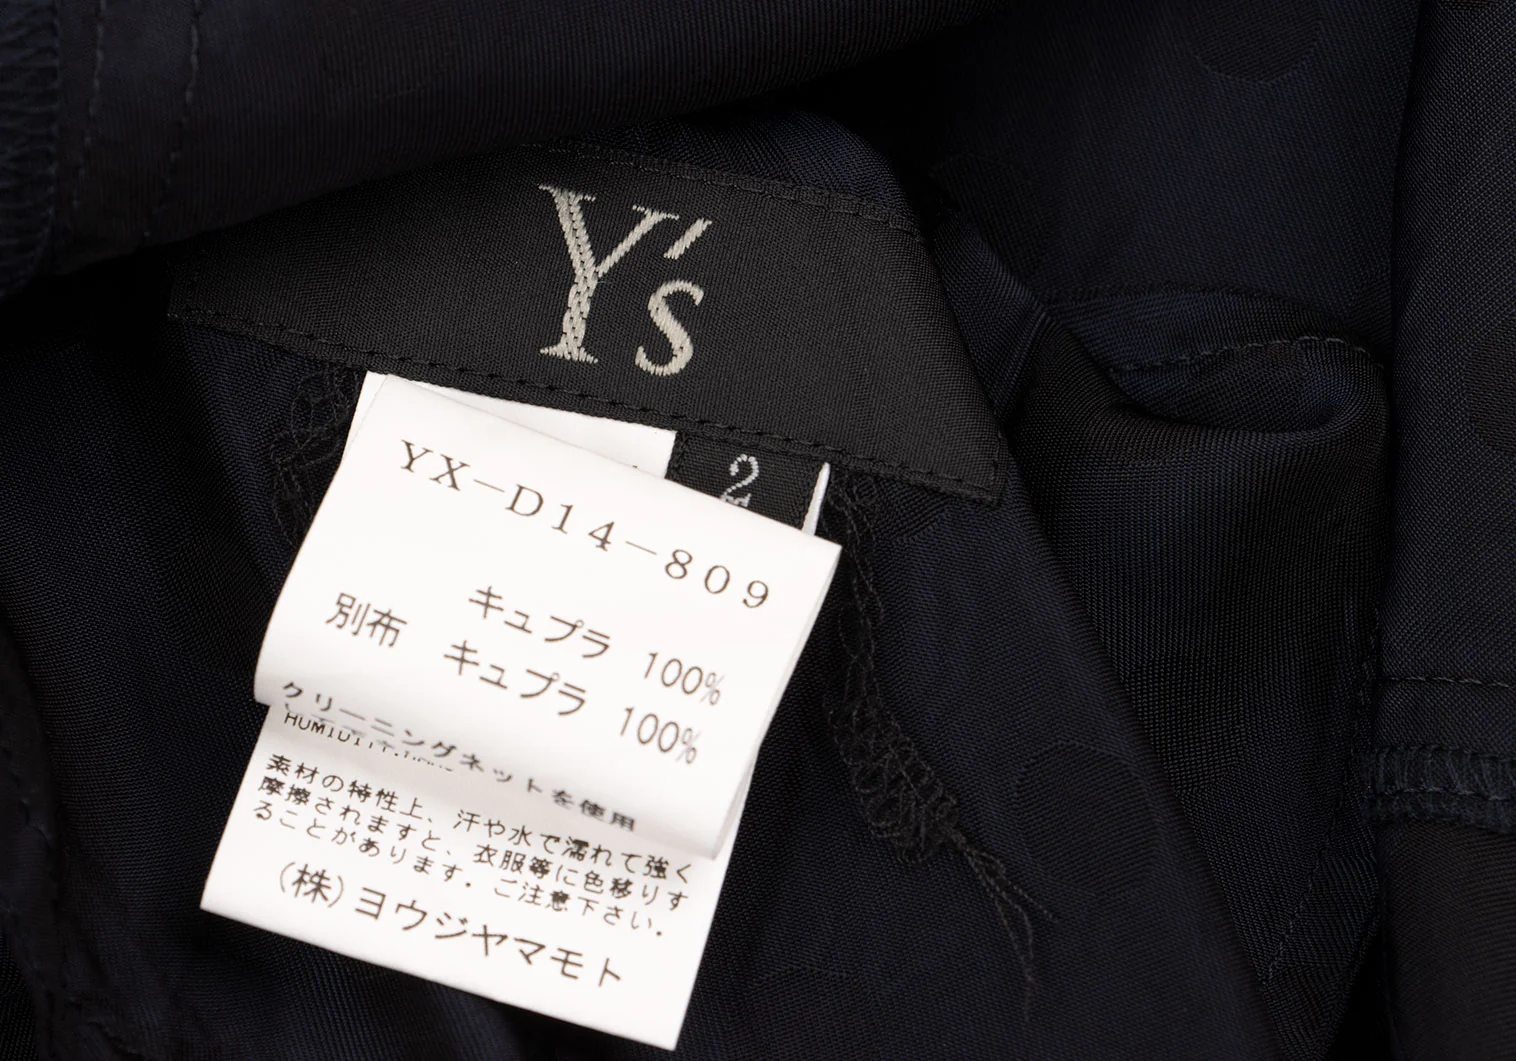 Y's
2
YX-D14-809
キュプラ 100%
別布 キュプラ 100%
クリーニングネットを使用
素材の特性上、汗や水で濡れて強く
摩擦されますと、衣服等に色移りす
ることがあります。ご注意下さい。
(株)ヨウジヤマモト